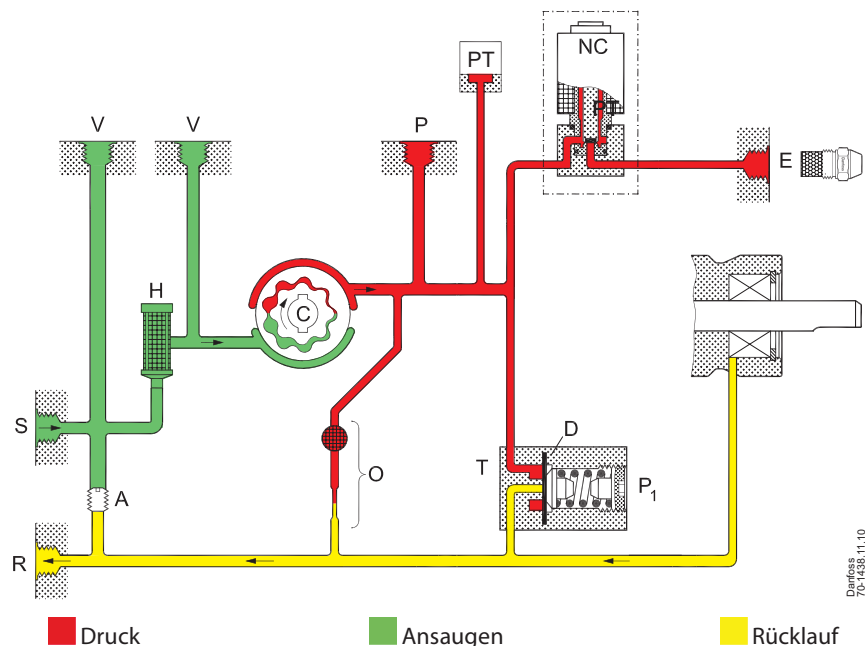 NC
PT
PT
V
V
P
E
H
C
S
A
O
T
D
P1
R
Danfoss
70-1438.11.10
Druck
Ansaugen
Rücklauf